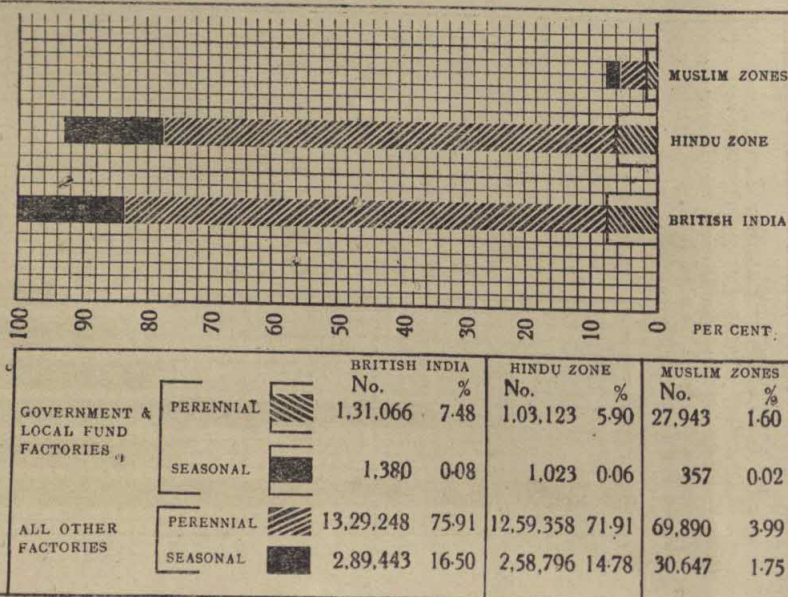 MUSLIM ZONES
HINDU ZONE
BRITISH INDIA
100 90 80 70 60 50 40 30 20 10 0 PER CENT.
BRITISH INDIA HINDU ZONE MUSLIM ZONES
No. % No. % No. %
GOVERNMENT & LOCAL FUND FACTORIES
PERENNIAL 1,31,066 7.48 1,03,123 5.90 27,943 1.60
SEASONAL 1,380 0.08 1,023 0.06 357 0.02
ALL OTHER FACTORIES
PERENNIAL 13,29,248 75.91 12,59,358 71.91 69,890 3.99
SEASONAL 2,89,443 16.50 2,58,796 14.78 30.647 1.75